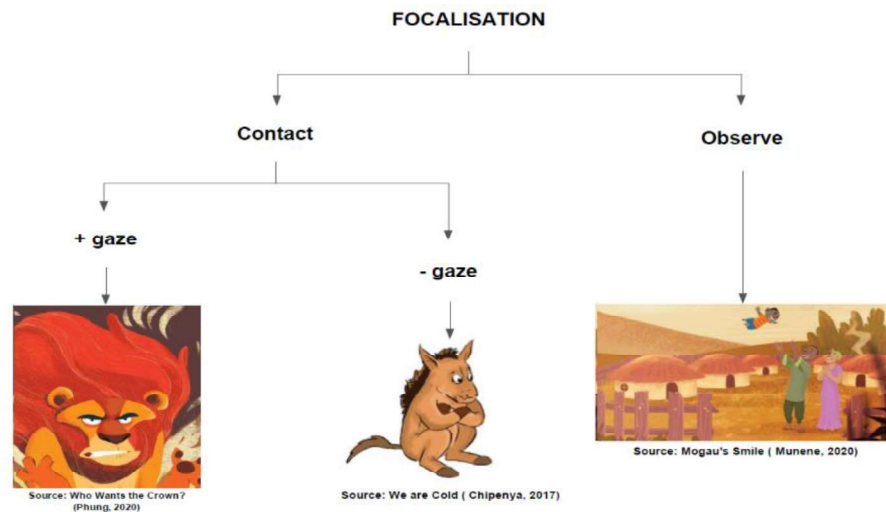 FOCALISATION
Contact
Observe
+ gaze
- gaze
Source: Who Wants the Crown?
(Phung, 2020)
Source: We are Cold ( Chipenya, 2017)
Source: Mogau's Smile ( Munene, 2020)